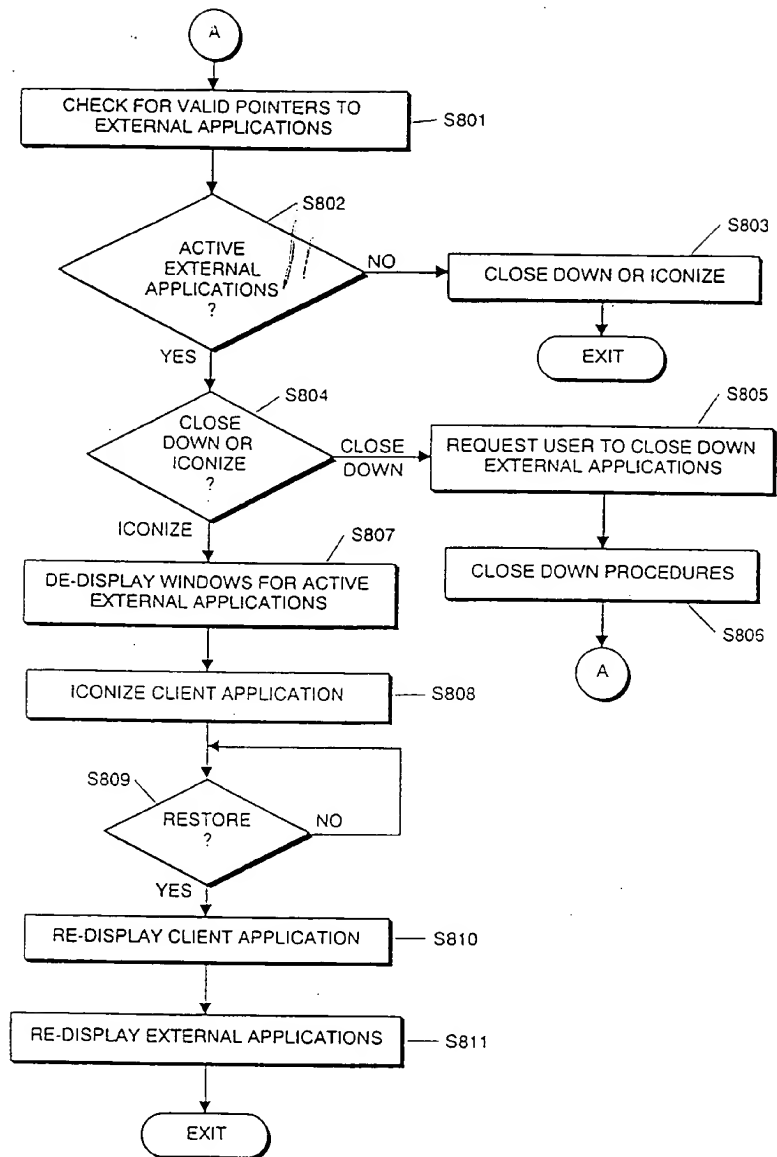 A
CHECK FOR VALID POINTERS TO
EXTERNAL APPLICATIONS
S801
S802
ACTIVE
EXTERNAL
APPLICATIONS
?
NO
S803
CLOSE DOWN OR ICONIZE
EXIT
YES
S804
CLOSE
DOWN OR
ICONIZE
?
CLOSE
DOWN
S805
REQUEST USER TO CLOSE DOWN
EXTERNAL APPLICATIONS
ICONIZE
S807
DE-DISPLAY WINDOWS FOR ACTIVE
EXTERNAL APPLICATIONS
CLOSE DOWN PROCEDURES
S806
A
ICONIZE CLIENT APPLICATION
S808
S809
RESTORE
?
NO
YES
RE-DISPLAY CLIENT APPLICATION
S810
RE-DISPLAY EXTERNAL APPLICATIONS
S811
EXIT